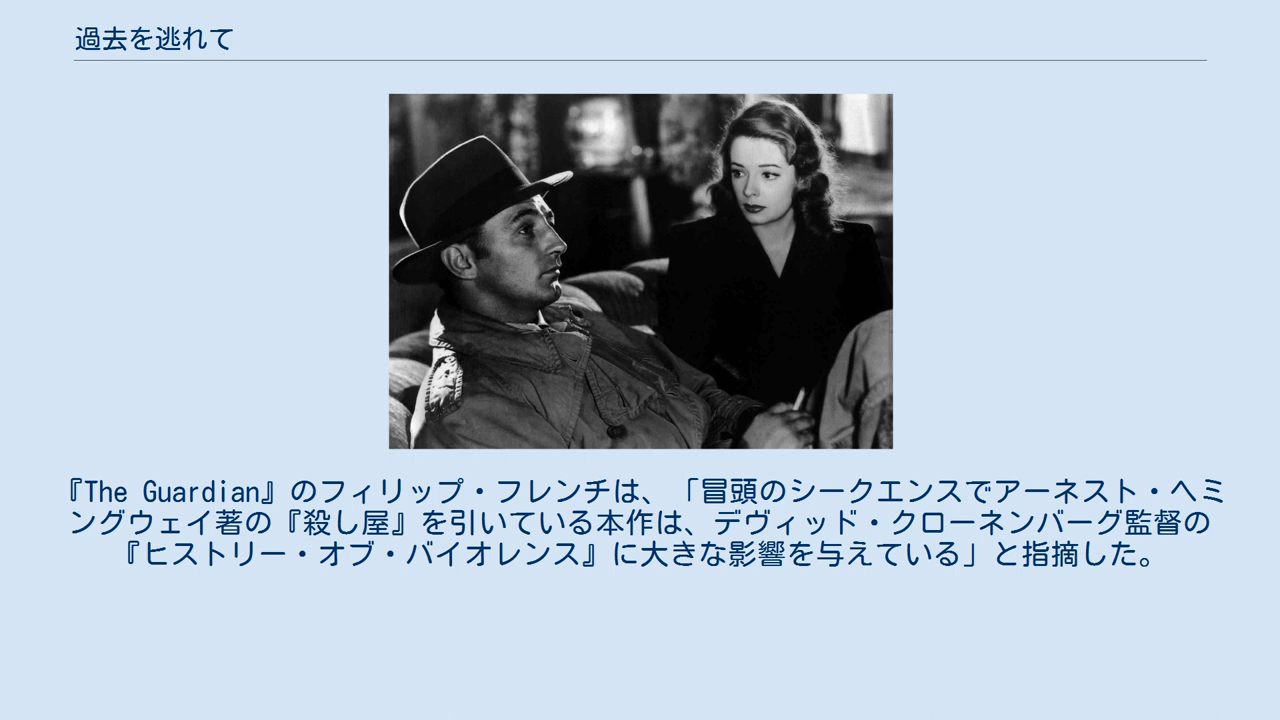 過去を逃れて
『The Guardian』のフィリップ・フレンチは、「冒頭のシークエンスでアーネスト・ヘミ
ングウェイ著の『殺し屋』を引いている本作は、デヴィッド・クローネンバーグ監督の
『ヒストリー・オブ・バイオレンス』に大きな影響を与えている」と指摘した。